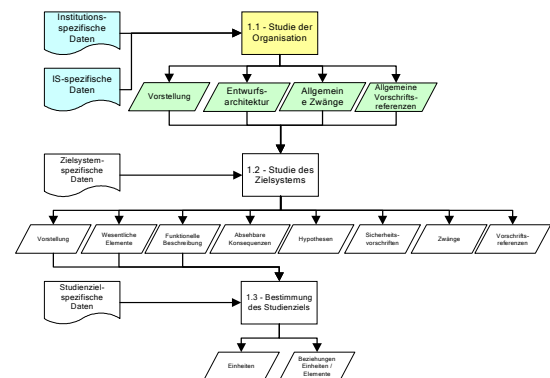 Institutions-
spezifische
Daten
1.1 - Studie der
Organisation
IS-spezifische
Daten
Vorstellung
Entwurfs-
architektur
Allgemein
e Zwänge
Allgemeine
Vorschrifts-
referenzen
Zielsystem-
spezifische
Daten
1.2 - Studie des
Zielsystems
Vorstellung
Wesentliche
Elemente
Funktionelle
Beschreibung
Absehbare
Konsequenzen
Hypothesen
Sicherheits-
vorschriften
Zwänge
Vorschrifts-
referenzen
Studienziel-
spezifische
Daten
1.3 - Bestimmung
des Studienziels
Einheiten
Beziehungen
Einheiten /
Elemente